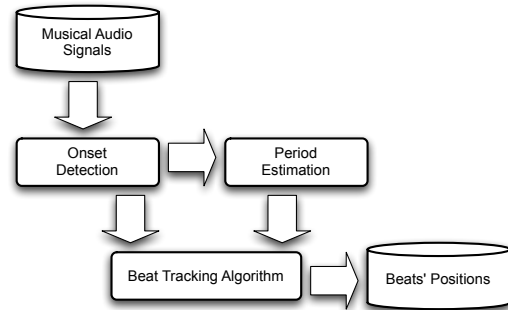 Musical Audio
Signals
Onset
Detection
Period
Estimation
Beat Tracking Algorithm
Beats' Positions